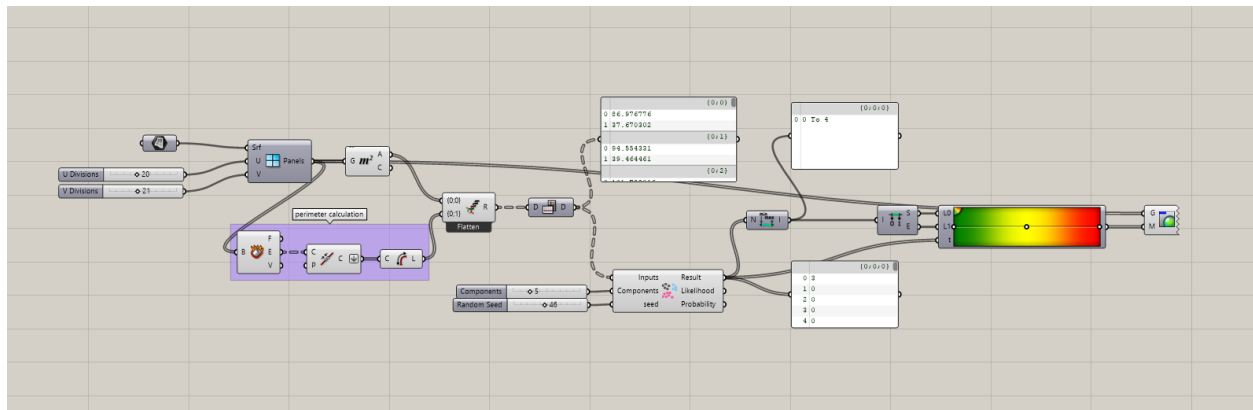 Srf
U
V
Panels
U Divisions
20
V Divisions
21
G
m²
A
C
perimeter calculation
B
F
E
V
C
P
C
C
L
{0;0}
{0;1}
R
Flatten
D
D
{0;0}
0 86.976776
1 37.670302
{0;1}
0 94.554331
1 39.464461
{0;2}
Components
5
Random Seed
46
Inputs
Components
seed
Result
Likelihood
Probability
{0;0;0}
0 0 To 4
N
I
I
S
E
{0;0;0}
0 3
1 0
2 0
3 0
4 0
L0
L1
t
G
M